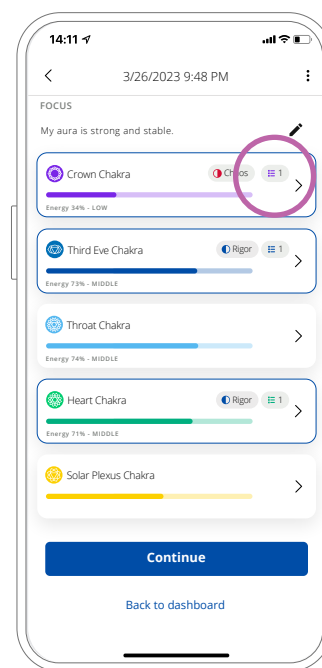 14:11
3/26/2023 9:48 PM
FOCUS
My aura is strong and stable.
Crown Chakra Chaos 1
Energy 34% - LOW
Third Eye Chakra Rigor 1
Energy 73% - MIDDLE
Throat Chakra
Energy 74% - MIDDLE
Heart Chakra Rigor 1
Energy 71% - MIDDLE
Solar Plexus Chakra
Continue
Back to dashboard